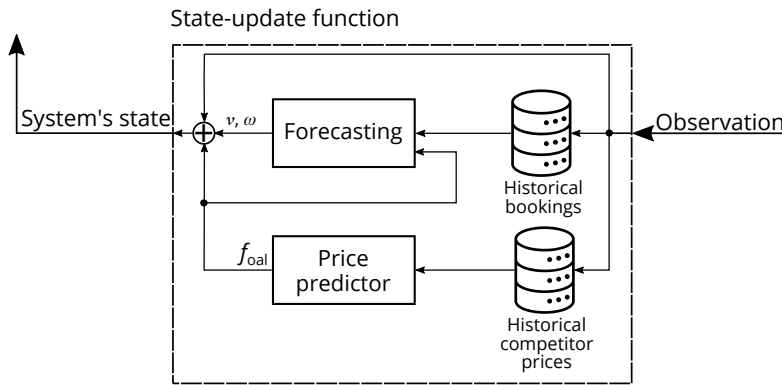 State-update function
System's state
ν, ω
Forecasting
Observation
Historical
bookings
f_oal
Price
predictor
Historical
competitor
prices